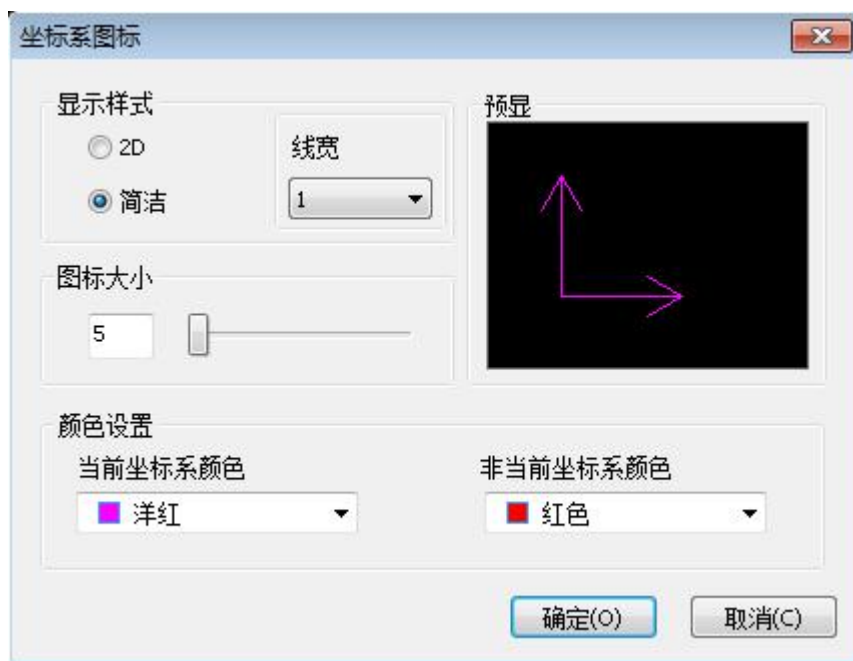 坐标系图标
显示样式
2D
线宽
简洁
1
预显
图标大小
5
颜色设置
当前坐标系颜色
非当前坐标系颜色
洋红
红色
确定(O)
取消(C)